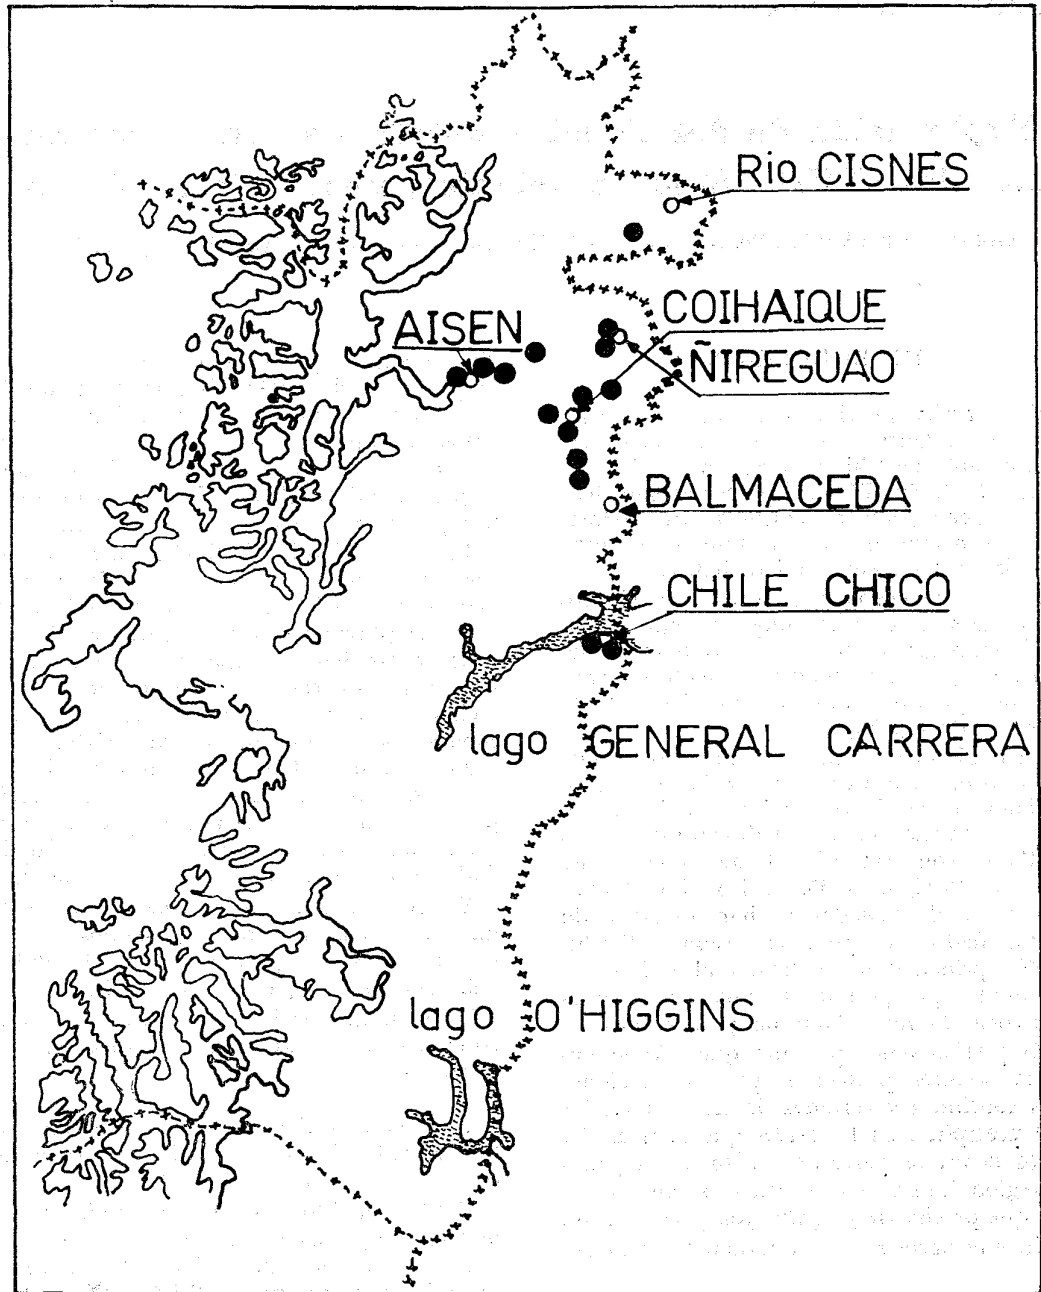 Rio CISNES
COIHAIQUE
AISEN
ÑIREGUAO
BALMACEDA
CHILE CHICO
lago GENERAL CARRERA
lago O'HIGGINS